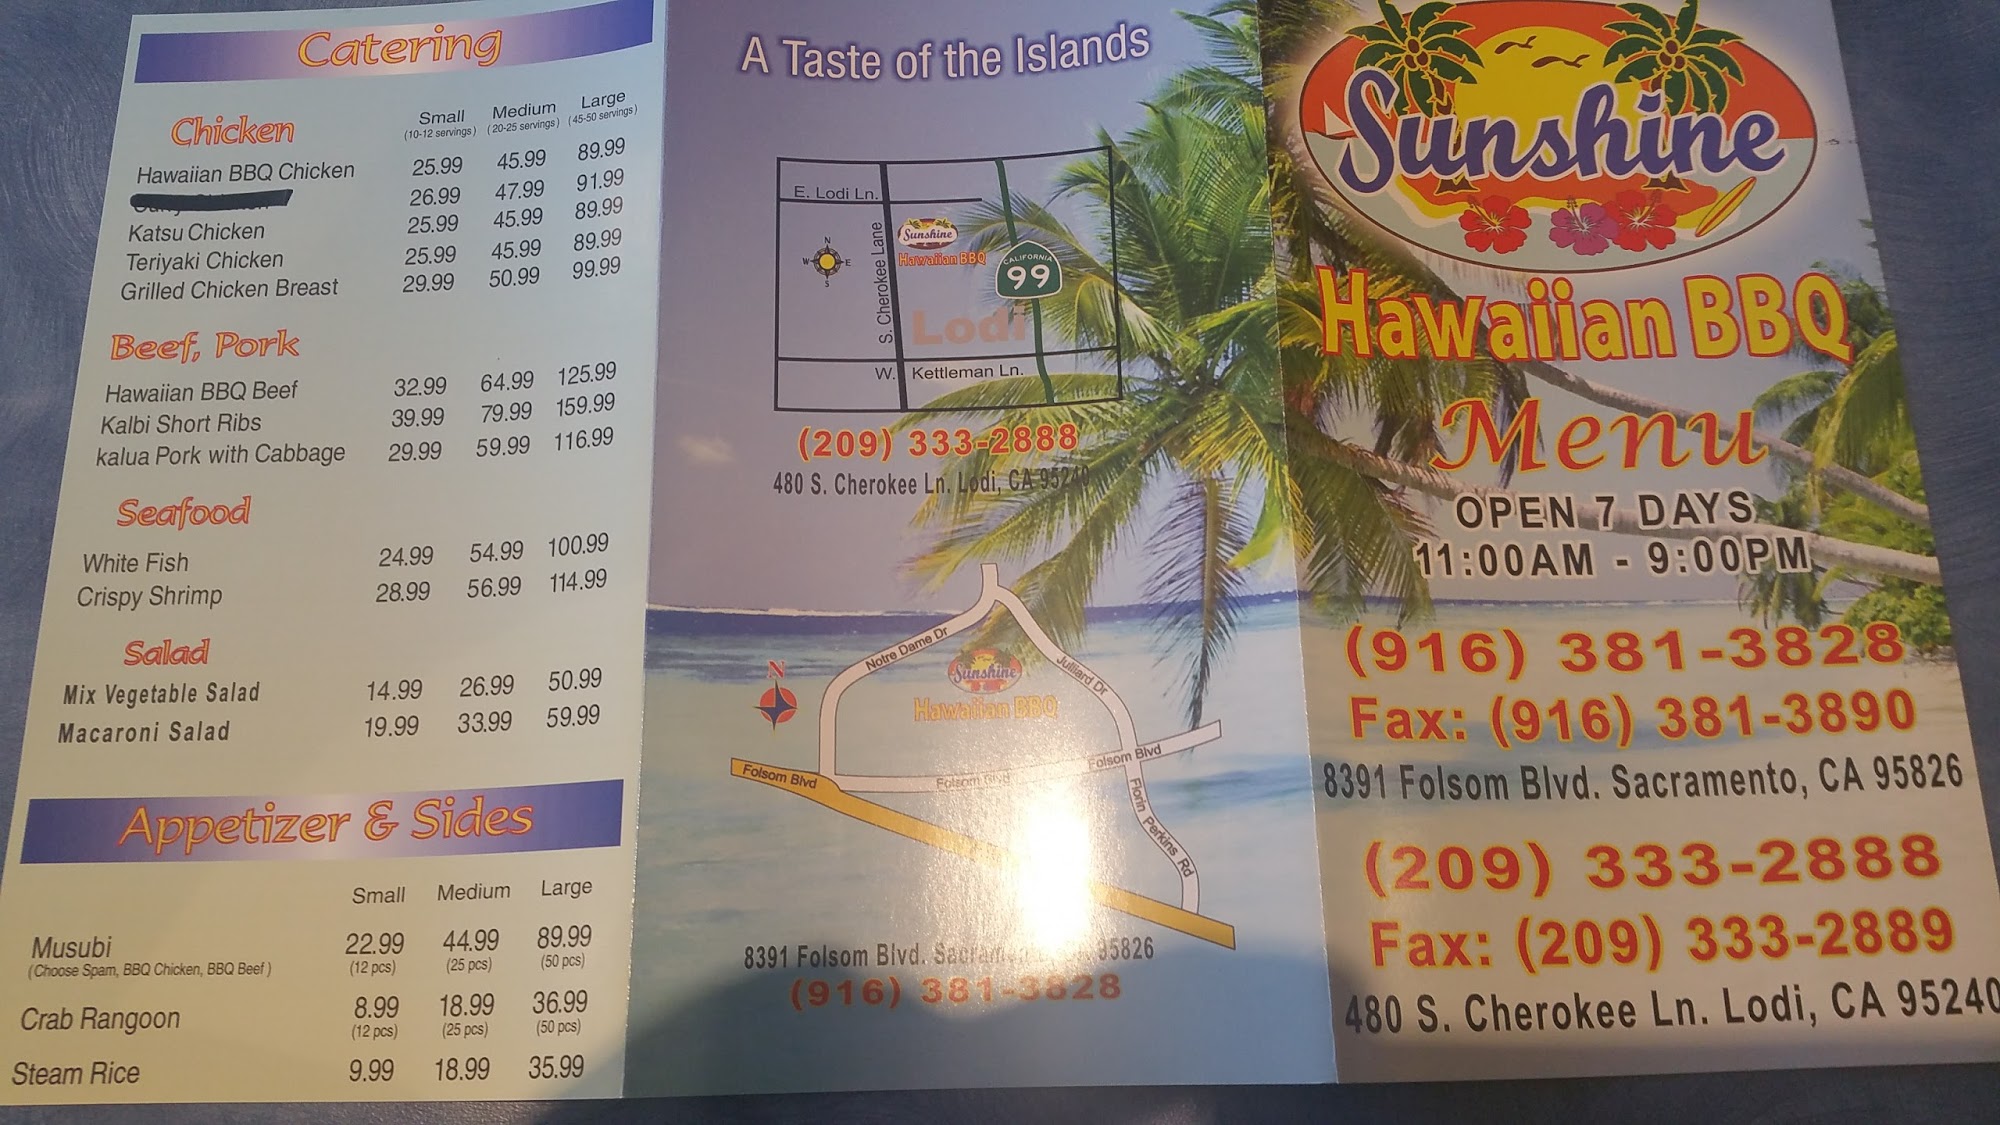 Catering
Chicken
Small Medium Large
(10-12 servings) (20-25 servings) (45-50 servings)
Hawaiian BBQ Chicken 25.99 45.99 89.99
26.99 47.99 91.99
Katsu Chicken 25.99 45.99 89.99
Teriyaki Chicken 25.99 45.99 89.99
Grilled Chicken Breast 29.99 50.99 99.99
Beef, Pork
Hawaiian BBQ Beef 32.99 64.99 125.99
Kalbi Short Ribs 39.99 79.99 159.99
kalua Pork with Cabbage 29.99 59.99 116.99
Seafood
White Fish 24.99 54.99 100.99
Crispy Shrimp 28.99 56.99 114.99
Salad
Mix Vegetable Salad 14.99 26.99 50.99
Macaroni Salad 19.99 33.99 59.99
Appetizer & Sides
Small Medium Large
Musubi 22.99 44.99 89.99
(Choose Spam, BBQ Chicken, BBQ Beef) (12 pcs) (25 pcs) (50 pcs)
Crab Rangoon 8.99 18.99 36.99
(12 pcs) (25 pcs) (50 pcs)
Steam Rice 9.99 18.99 35.99
A Taste of the Islands
E. Lodi Ln.
S. Cherokee Lane
N
W E
S
Sunshine
Hawaiian BBQ
CALIFORNIA
99
Lodi
W. Kettleman Ln.
(209) 333-2888
480 S. Cherokee Ln. Lodi, CA 95240
Notre Dame Dr
Julliard Dr
N
Sunshine
Hawaiian BBQ
Folsom Blvd
Folsom Blvd
Folsom Blvd
Florin Perkins Rd
8391 Folsom Blvd. Sacramento, CA 95826
(916) 381-3828
Sunshine
Hawaiian BBQ
Menu
OPEN 7 DAYS
11:00AM - 9:00PM
(916) 381-3828
Fax: (916) 381-3890
8391 Folsom Blvd. Sacramento, CA 95826
(209) 333-2888
Fax: (209) 333-2889
480 S. Cherokee Ln. Lodi, CA 95240